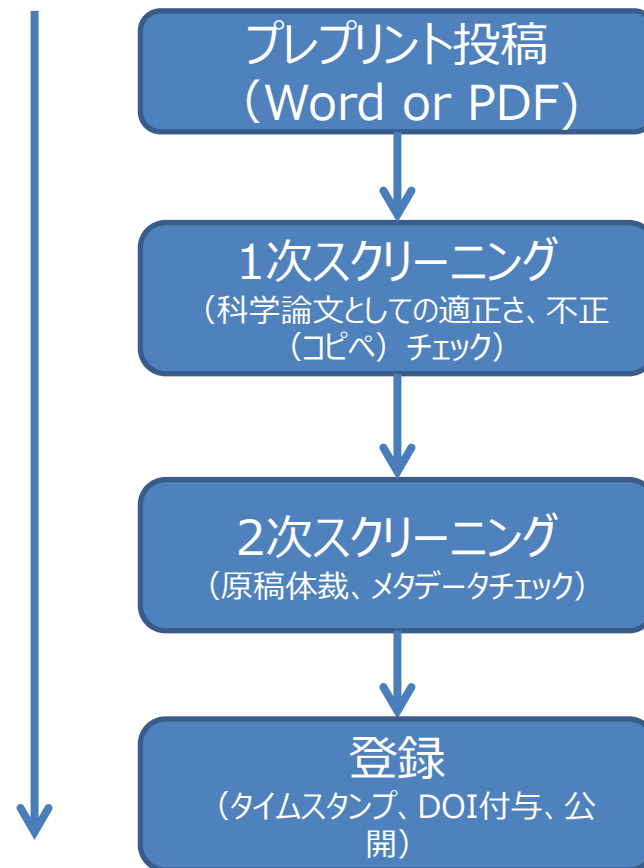 プレプリント投稿
（Word or PDF)
1次スクリーニング
（科学論文としての適正さ、不正
（コピペ）チェック）
2次スクリーニング
（原稿体裁、メタデータチェック）
登録
（タイムスタンプ、DOI付与、公
開）